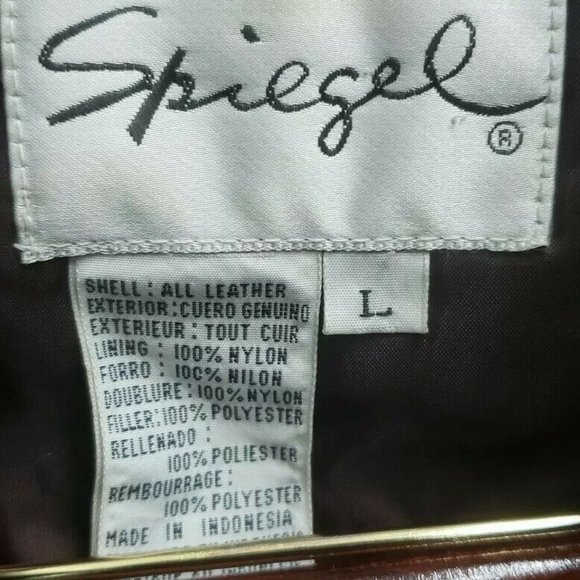 Spiegel
®
L
SHELL: ALL LEATHER
EXTERIOR: CUERO GENUINO
EXTERIEUR: TOUT CUIR
LINING: 100% NYLON
FORRO: 100% NILON
DOUBLURE: 100% NYLON
FILLER: 100% POLYESTER
RELLENADO:
100% POLIESTER
REMBOURRAGE:
100% POLYESTER
MADE IN INDONESIA